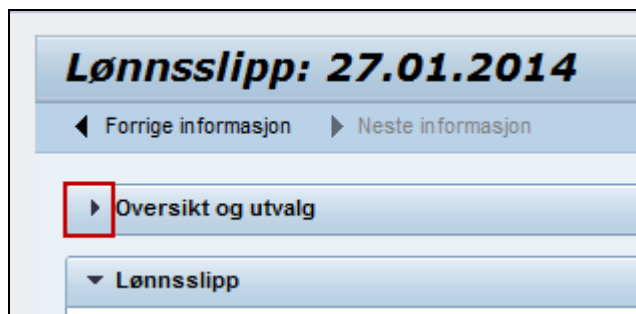 Lønnsslipp: 27.01.2014
Forrige informasjon Neste informasjon
Oversikt og utvalg
Lønnsslipp